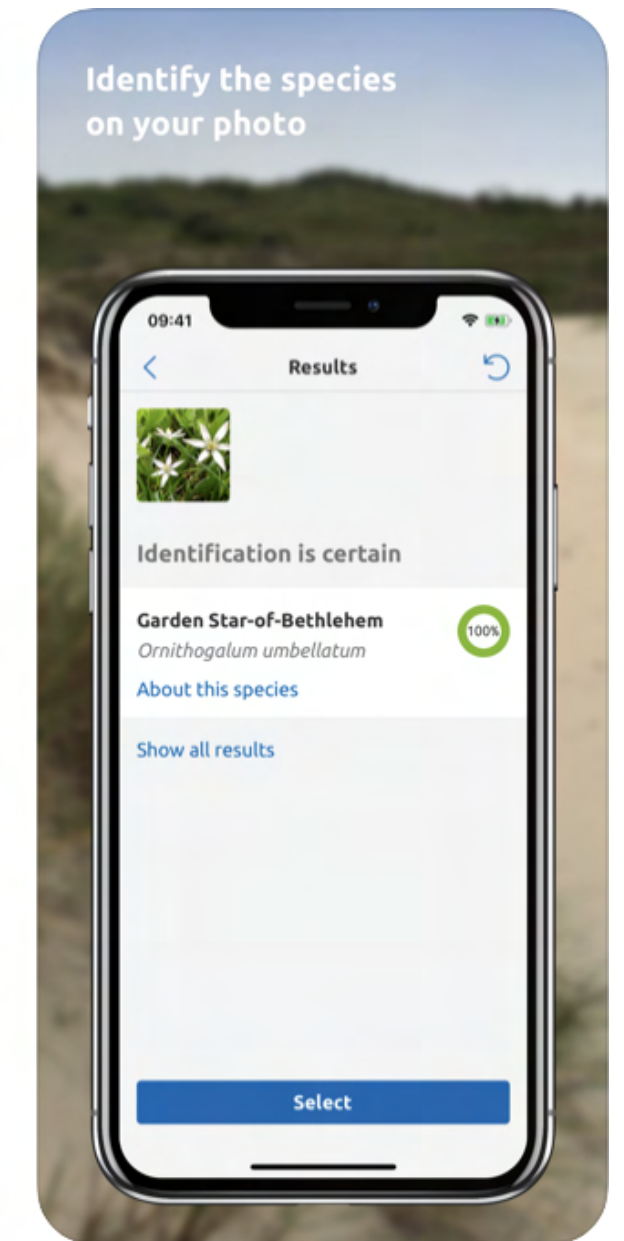 Identify the species
on your photo
09:41
Results
Identification is certain
Garden Star-of-Bethlehem
100%
Ornithogalum umbellatum
About this species
Show all results
Select